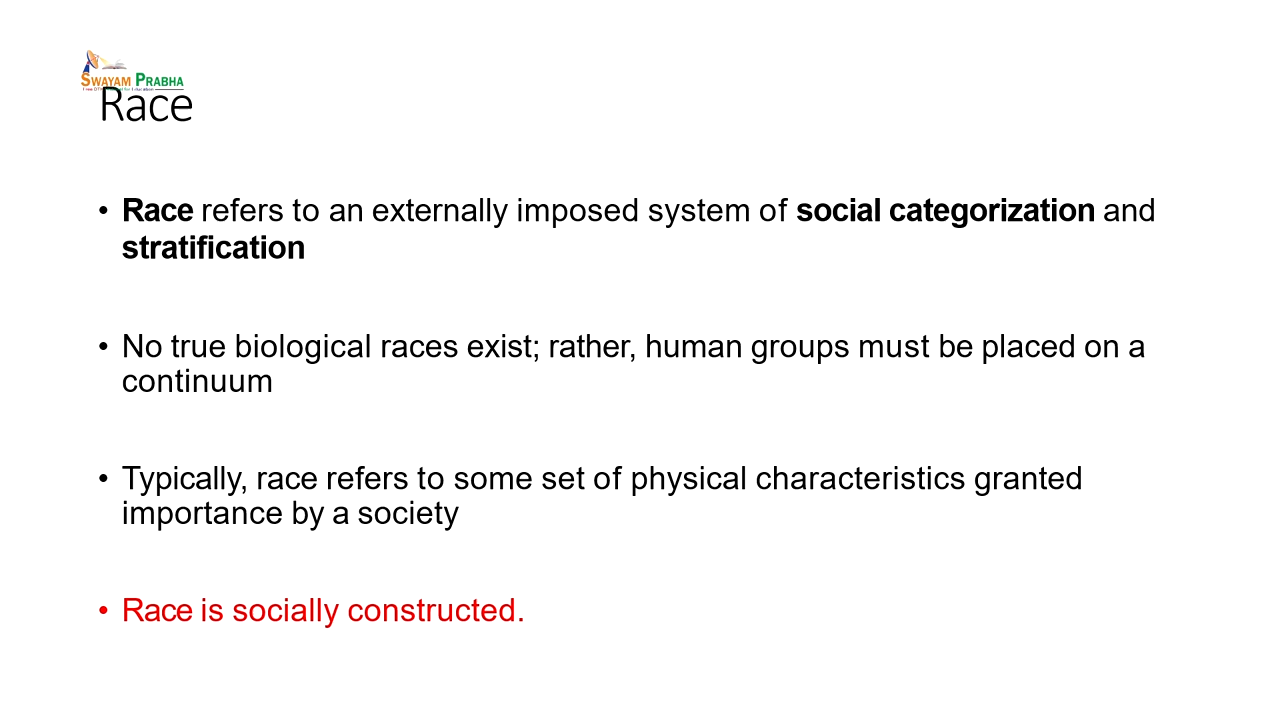 SWAYAM PRABHA
Race
• Race refers to an externally imposed system of social categorization and
stratification
• No true biological races exist; rather, human groups must be placed on a
continuum
• Typically, race refers to some set of physical characteristics granted
importance by a society
• Race is socially constructed.